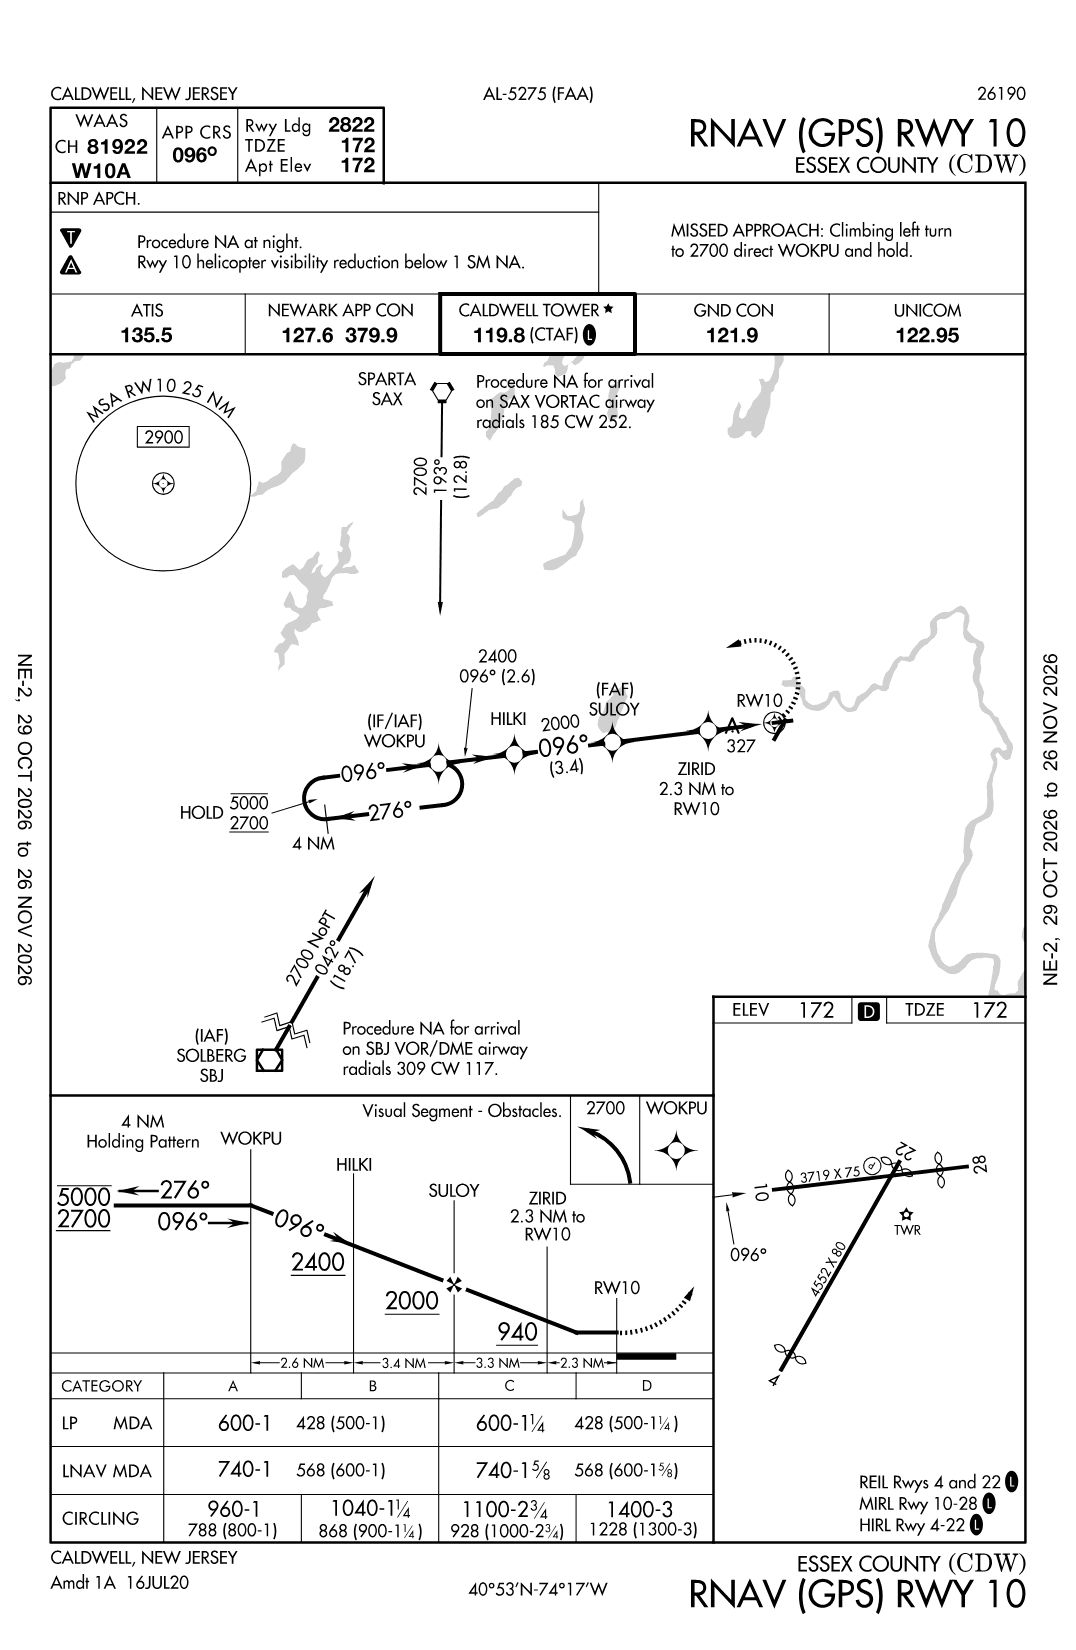 CALDWELL, NEW JERSEY
AL-5275 (FAA)
26190
WAAS
CH 81922
W10A
APP CRS
096°
Rwy Ldg 2822
TDZE 172
Apt Elev 172
RNAV (GPS) RWY 10
ESSEX COUNTY (CDW)
RNP APCH.
T
A
Procedure NA at night.
Rwy 10 helicopter visibility reduction below 1 SM NA.
MISSED APPROACH: Climbing left turn
to 2700 direct WOKPU and hold.
ATIS
135.5
NEWARK APP CON
127.6 379.9
CALDWELL TOWER★
119.8 (CTAF) L
GND CON
121.9
UNICOM
122.95
MSA RW10 25 NM
2900
SPARTA
SAX
Procedure NA for arrival
on SAX VORTAC airway
radials 185 CW 252.
2700
193°
(12.8)
2400
096° (2.6)
(IF/IAF)
WOKPU
HILKI
2000
096°
(3.4)
(FAF)
SULOY
RW10
327
ZIRID
2.3 NM to
RW10
096°
276°
HOLD
5000
2700
4 NM
2700 NoPT
042°
(18.7)
(IAF)
SOLBERG
SBJ
Procedure NA for arrival
on SBJ VOR/DME airway
radials 309 CW 117.
NE-2, 29 OCT 2026 to 26 NOV 2026
NE-2, 29 OCT 2026 to 26 NOV 2026
ELEV 172
D
TDZE 172
3719 X 75
P
22
28
10
096°
TWR
4552 X 80
4
REIL Rwys 4 and 22 L
MIRL Rwy 10-28 L
HIRL Rwy 4-22 L
4 NM
Holding Pattern
WOKPU
HILKI
SULOY
ZIRID
2.3 NM to
RW10
RW10
Visual Segment - Obstacles.
2700
WOKPU
5000
2700
276°
096°
096°
2400
2000
940
2.6 NM
3.4 NM
3.3 NM
2.3 NM
CATEGORY A B C D
LP MDA 600-1 428 (500-1) 600-1¼ 428 (500-1¼)
LNAV MDA 740-1 568 (600-1) 740-1⅝ 568 (600-1⅝)
CIRCLING
960-1
788 (800-1)
1040-1¼
868 (900-1¼)
1100-2¾
928 (1000-2¾)
1400-3
1228 (1300-3)
CALDWELL, NEW JERSEY
Amdt 1A 16JUL20
40°53'N-74°17'W
ESSEX COUNTY (CDW)
RNAV (GPS) RWY 10